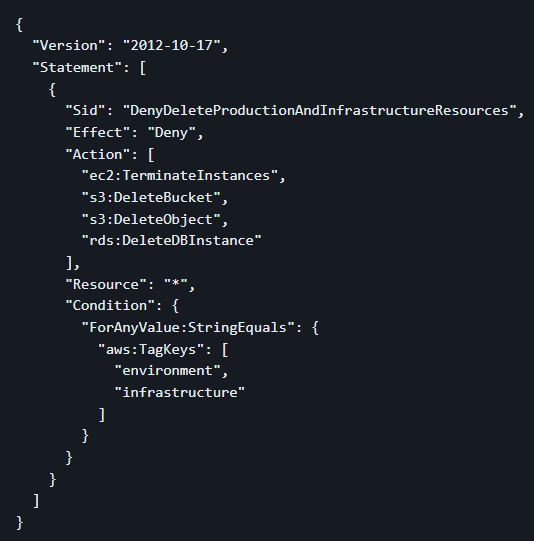 {
  "Version": "2012-10-17",
  "Statement": [
    {
      "Sid": "DenyDeleteProductionAndInfrastructureResources",
      "Effect": "Deny",
      "Action": [
        "ec2:TerminateInstances",
        "s3:DeleteBucket",
        "s3:DeleteObject",
        "rds:DeleteDBInstance"
      ],
      "Resource": "*",
      "Condition": {
        "ForAnyValue:StringEquals": {
          "aws:TagKeys": [
            "environment",
            "infrastructure"
          ]
        }
      }
    }
  ]
}